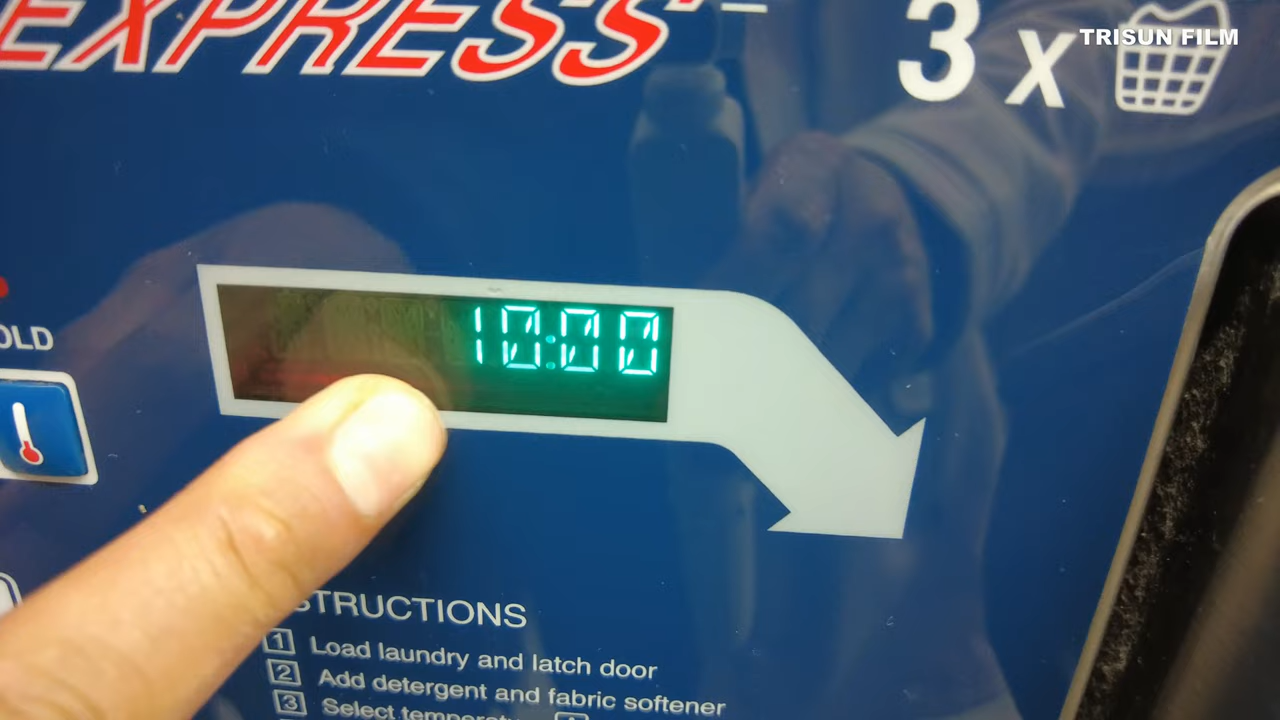 EXPRESS
3 x
TRISUN FILM
10:00
OLD
STRUCTIONS
1 Load laundry and latch door
2 Add detergent and fabric softener
3 Select